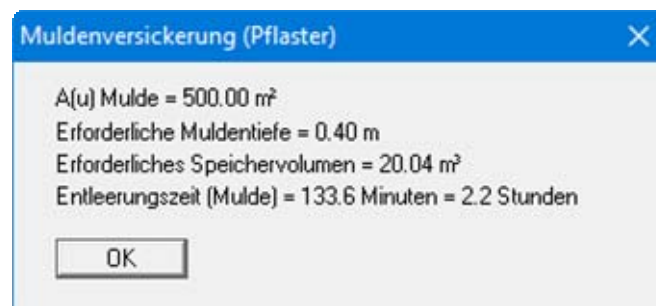 Muldenversickerung (Pflaster)
A(u) Mulde = 500.00 m²
Erforderliche Muldentiefe = 0.40 m
Erforderliches Speichervolumen = 20.04 m³
Entleerungszeit (Mulde) = 133.6 Minuten = 2.2 Stunden
OK